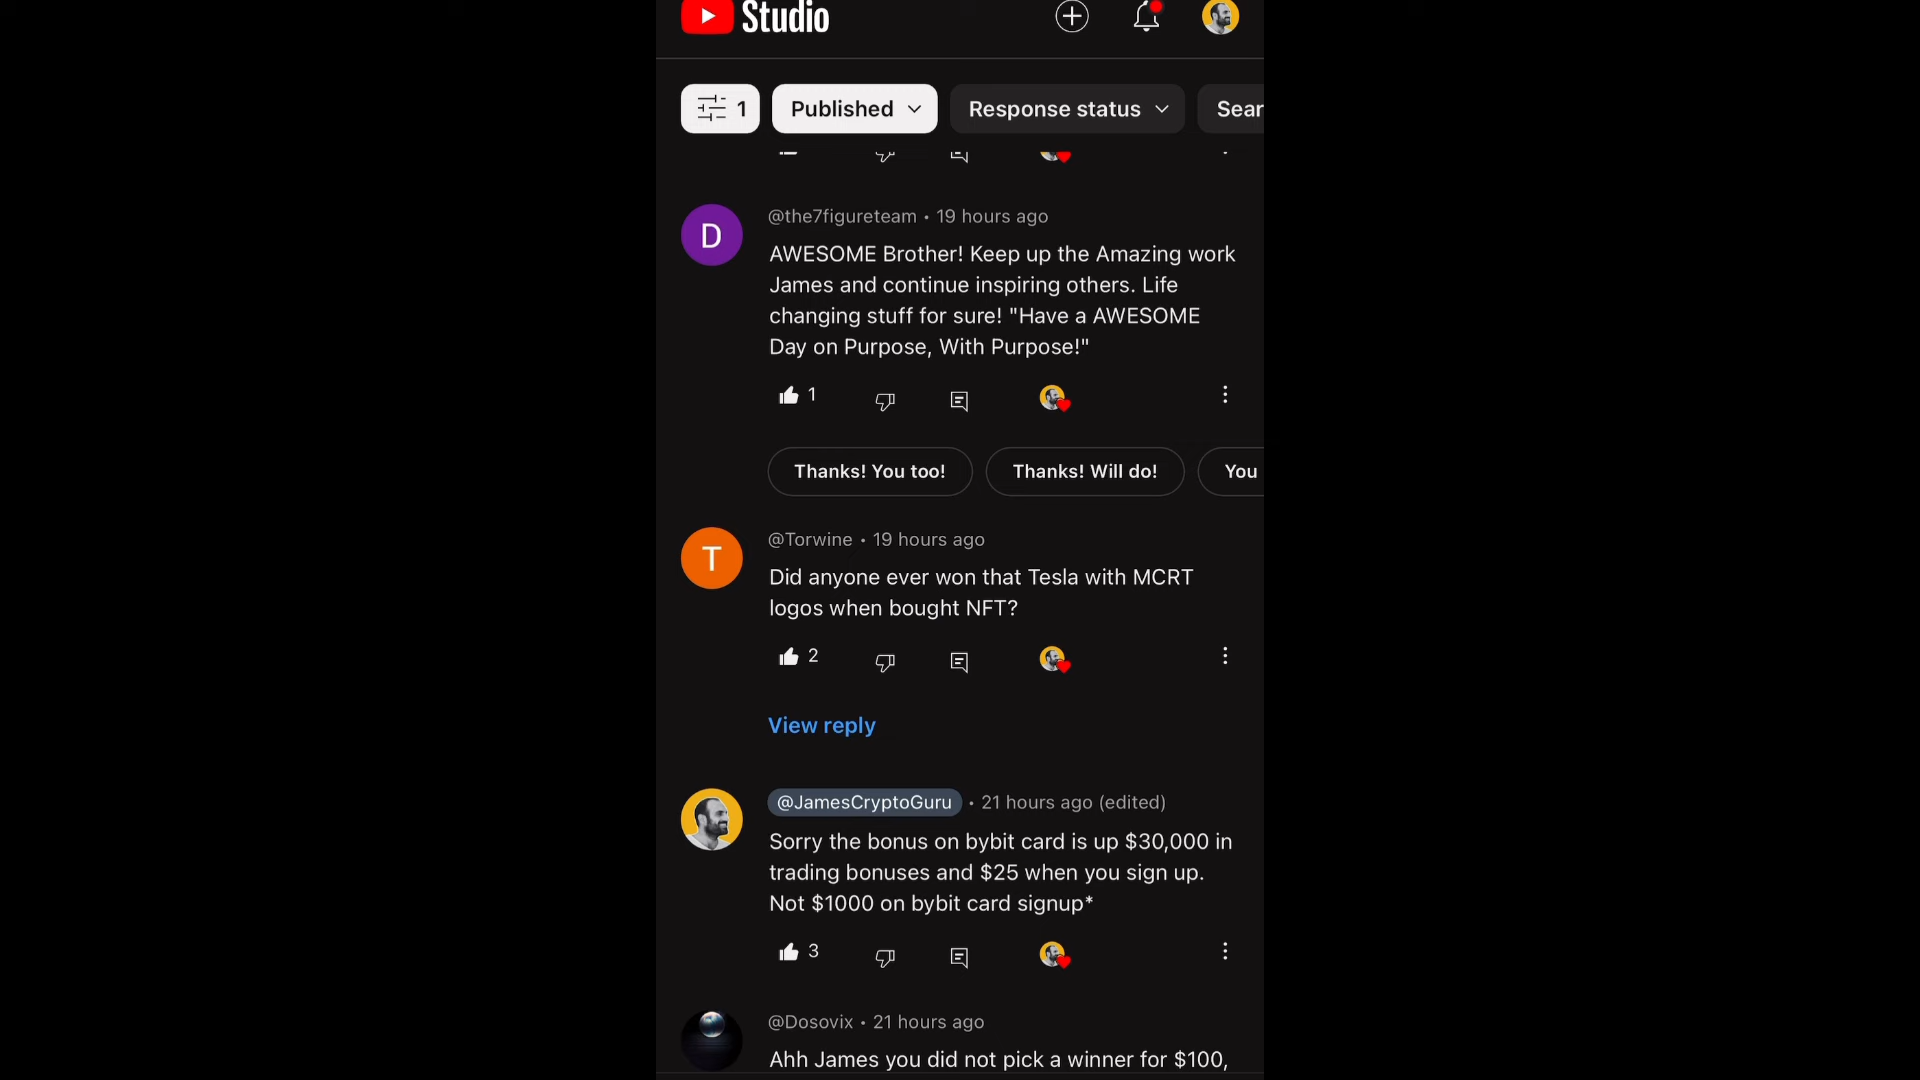 Studio
1
Published
Response status
Sear
D
@the7figureteam • 19 hours ago
AWESOME Brother! Keep up the Amazing work
James and continue inspiring others. Life
changing stuff for sure! "Have a AWESOME
Day on Purpose, With Purpose!"
1
Thanks! You too!
Thanks! Will do!
You
T
@Torwine • 19 hours ago
Did anyone ever won that Tesla with MCRT
logos when bought NFT?
2
View reply
@JamesCryptoGuru • 21 hours ago (edited)
Sorry the bonus on bybit card is up $30,000 in
trading bonuses and $25 when you sign up.
Not $1000 on bybit card signup*
3
@Dosovix • 21 hours ago
Ahh James you did not pick a winner for $100,